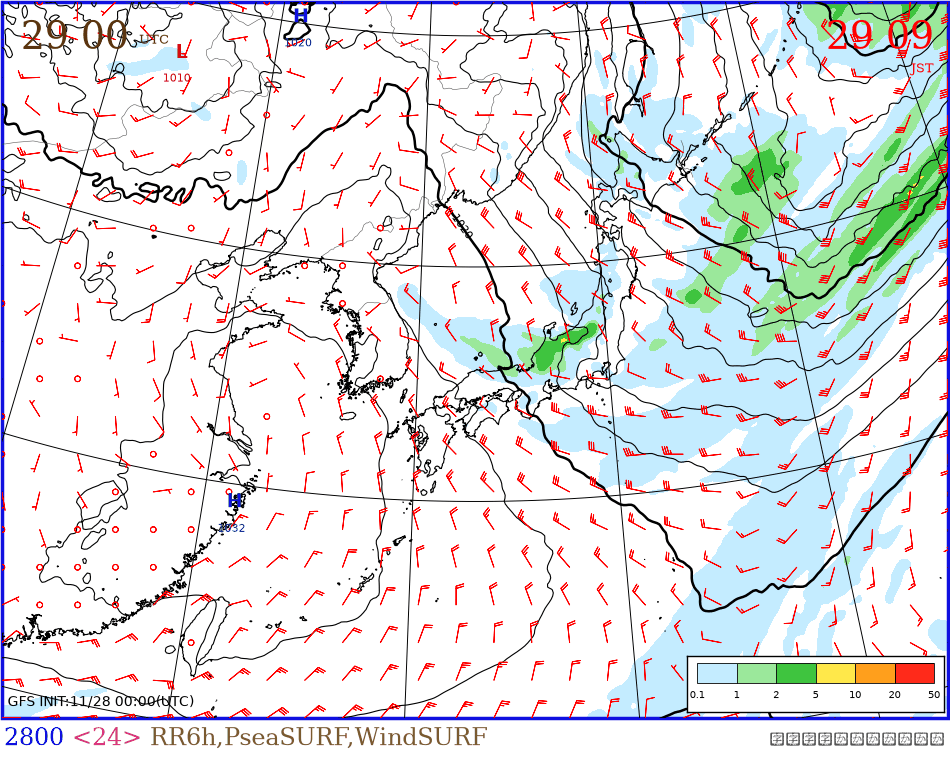 29 00 UTC
29 09
JST
H
1020
L
1010
1020
H
1032
0.1 1 2 5 10 20 50
GFS INIT:11/28 00:00(UTC)
2800 <24> RR6h,PseaSURF,WindSURF